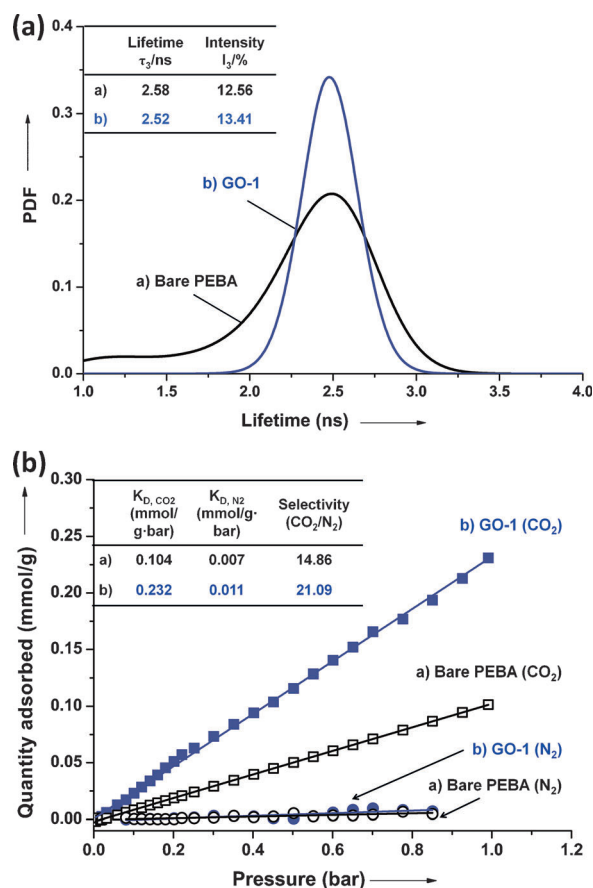 (a)
Lifetime Intensity
τ3/ns I3/%
a) 2.58 12.56
b) 2.52 13.41
b) GO-1
a) Bare PEBA
PDF
0.4
0.3
0.2
0.1
0.0
1.0 1.5 2.0 2.5 3.0 3.5 4.0
Lifetime (ns)
(b)
K_D, CO2 K_D, N2 Selectivity
(mmol/ (mmol/g· (CO2/N2)
g·bar) bar)
a) 0.104 0.007 14.86
b) 0.232 0.011 21.09
b) GO-1 (CO2)
a) Bare PEBA (CO2)
b) GO-1 (N2)
a) Bare PEBA (N2)
Quantity adsorbed (mmol/g)
0.30
0.25
0.20
0.15
0.10
0.05
0.00
0.0 0.2 0.4 0.6 0.8 1.0 1.2
Pressure (bar)